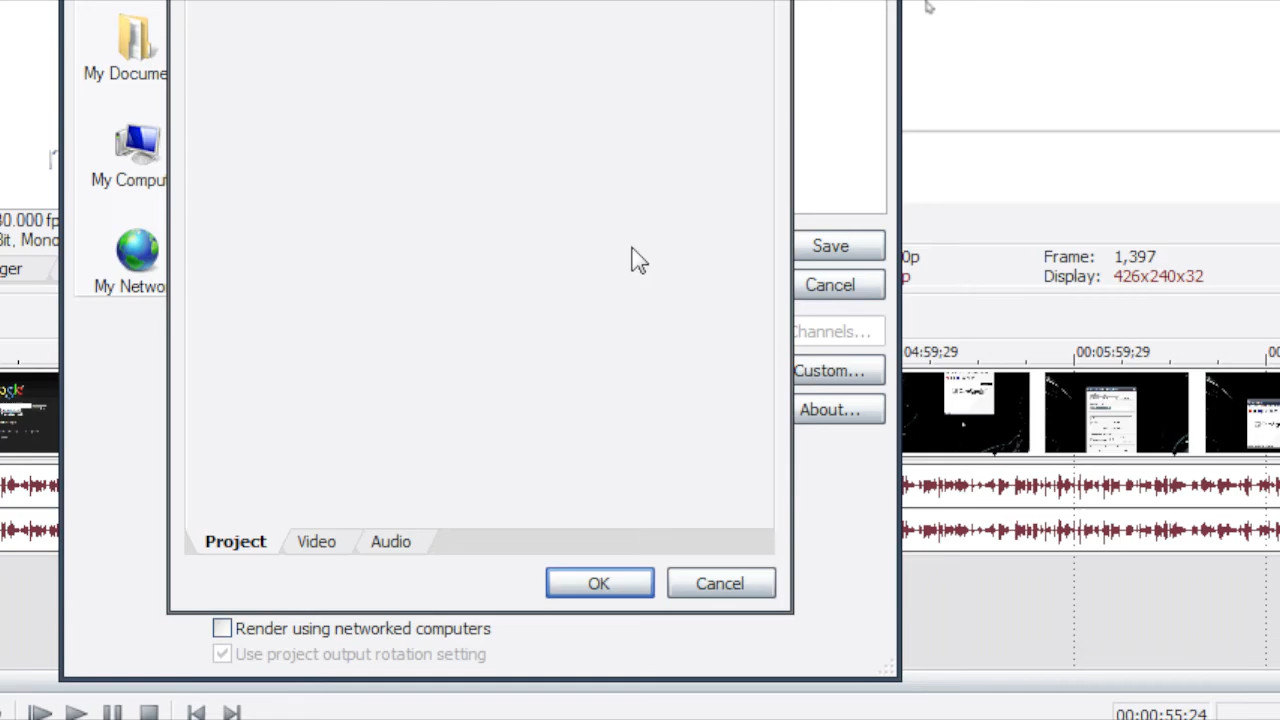 My Docume
My Comput
My Netwo
30.000 fp
Bit, Mono
ger
Save
Cancel
Channels...
Custom...
About...
0p
p
Frame: 1,397
Display: 426x240x32
04:59;29
00:05:59;29
00
Project
Video
Audio
OK
Cancel
Render using networked computers
Use project output rotation setting
00:00:55;24